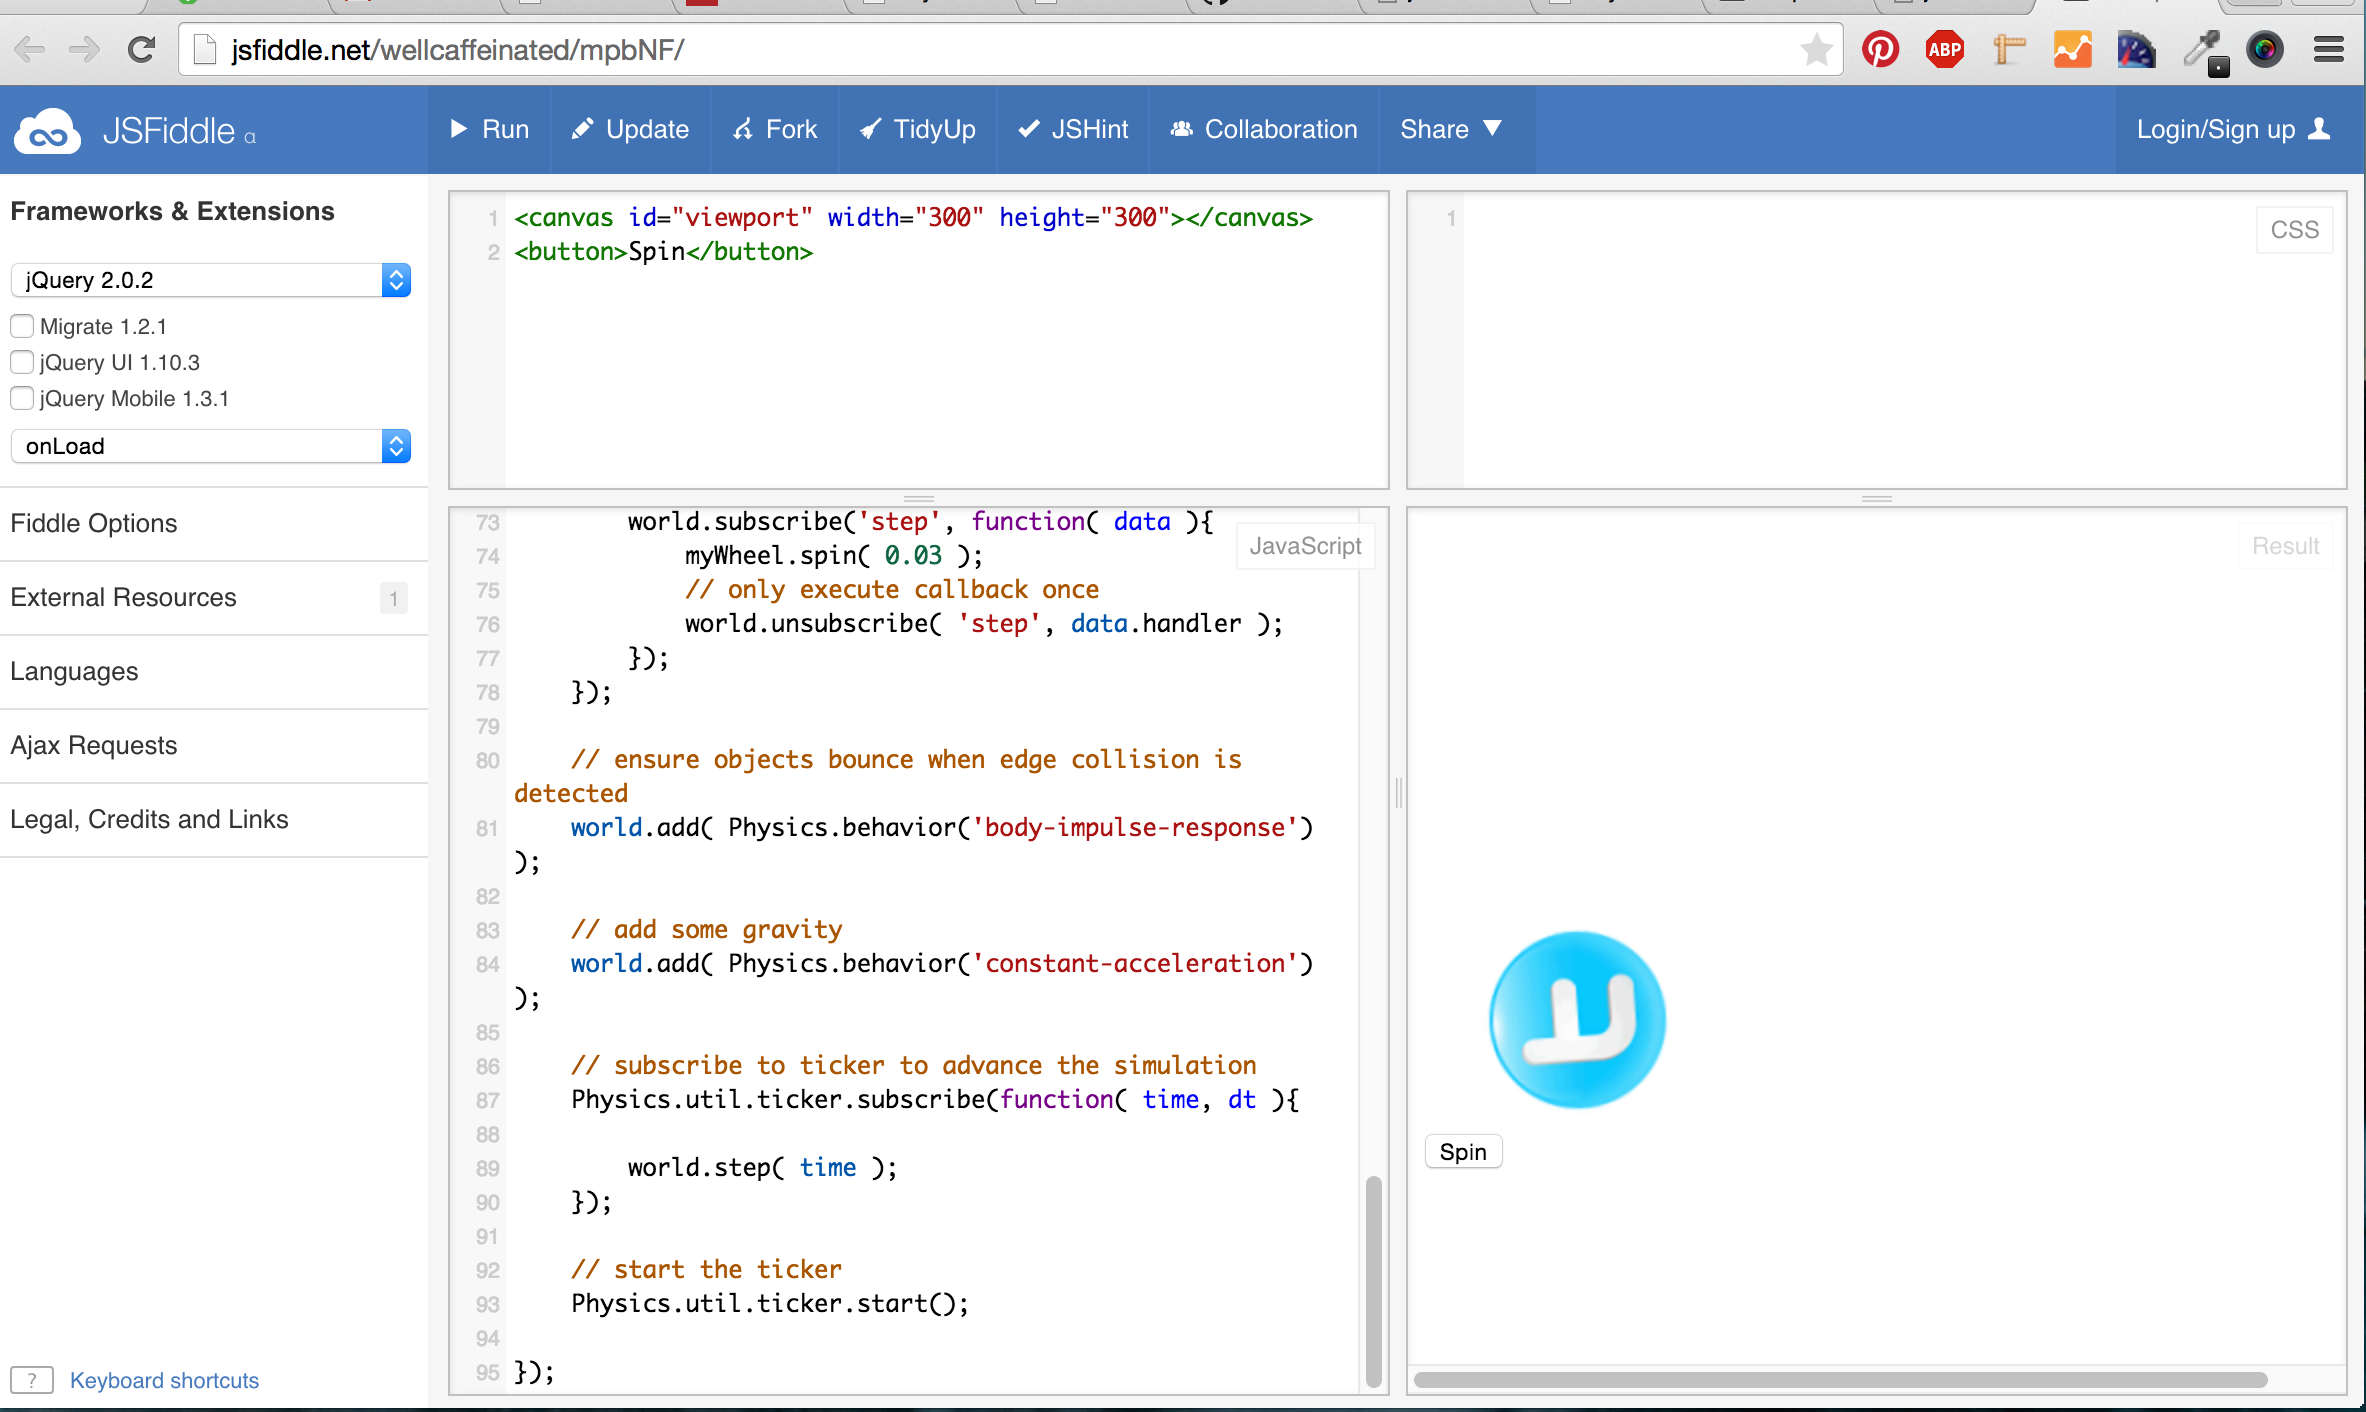 jsfiddle.net/wellcaffeinated/mpbNF/
ABP
JSFiddle α
Run
Update
Fork
TidyUp
JSHint
Collaboration
Share
Login/Sign up
Frameworks & Extensions
jQuery 2.0.2
Migrate 1.2.1
jQuery UI 1.10.3
jQuery Mobile 1.3.1
onLoad
Fiddle Options
External Resources 1
Languages
Ajax Requests
Legal, Credits and Links
? Keyboard shortcuts
1 <canvas id="viewport" width="300" height="300"></canvas>
2 <button>Spin</button>
1
CSS
73 world.subscribe('step', function( data ){
JavaScript
74 myWheel.spin( 0.03 );
75 // only execute callback once
76 world.unsubscribe( 'step', data.handler );
77 });
78 });
79
80 // ensure objects bounce when edge collision is
detected
81 world.add( Physics.behavior('body-impulse-response')
);
82
83 // add some gravity
84 world.add( Physics.behavior('constant-acceleration')
);
85
86 // subscribe to ticker to advance the simulation
87 Physics.util.ticker.subscribe(function( time, dt ){
88
89 world.step( time );
90 });
91
92 // start the ticker
93 Physics.util.ticker.start();
94
95 });
Result
Spin